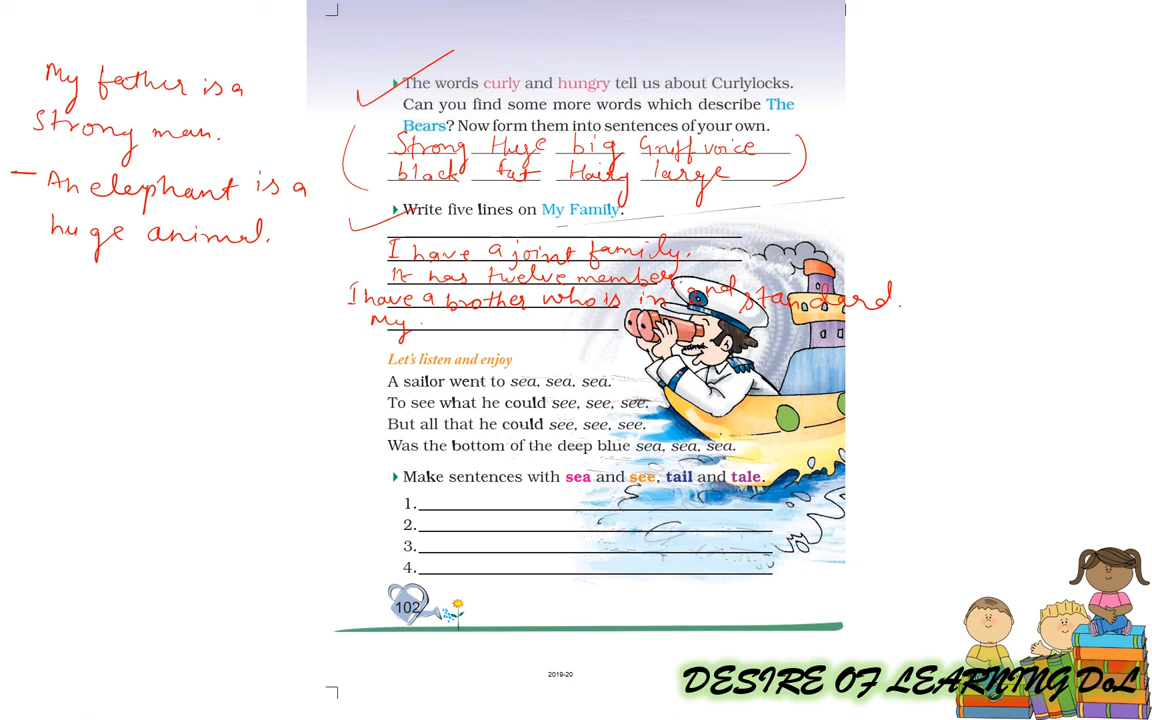 My father is a
Strong man.
- An elephant is a
huge animal.
The words curly and hungry tell us about Curlylocks.
Can you find some more words which describe The
Bears? Now form them into sentences of your own.
Strong Huge big Gruff voice
black fat Hairy large
Write five lines on My Family.
I have a joint family.
It has twelve members
I have a brother who is in 2nd standard.
My
Let's listen and enjoy
A sailor went to sea, sea, sea.
To see what he could see, see, see.
But all that he could see, see, see.
Was the bottom of the deep blue sea, sea, sea.
Make sentences with sea and see, tail and tale.
1.
2.
3.
4.
102
2019-20
DESIRE OF LEARNING DoL